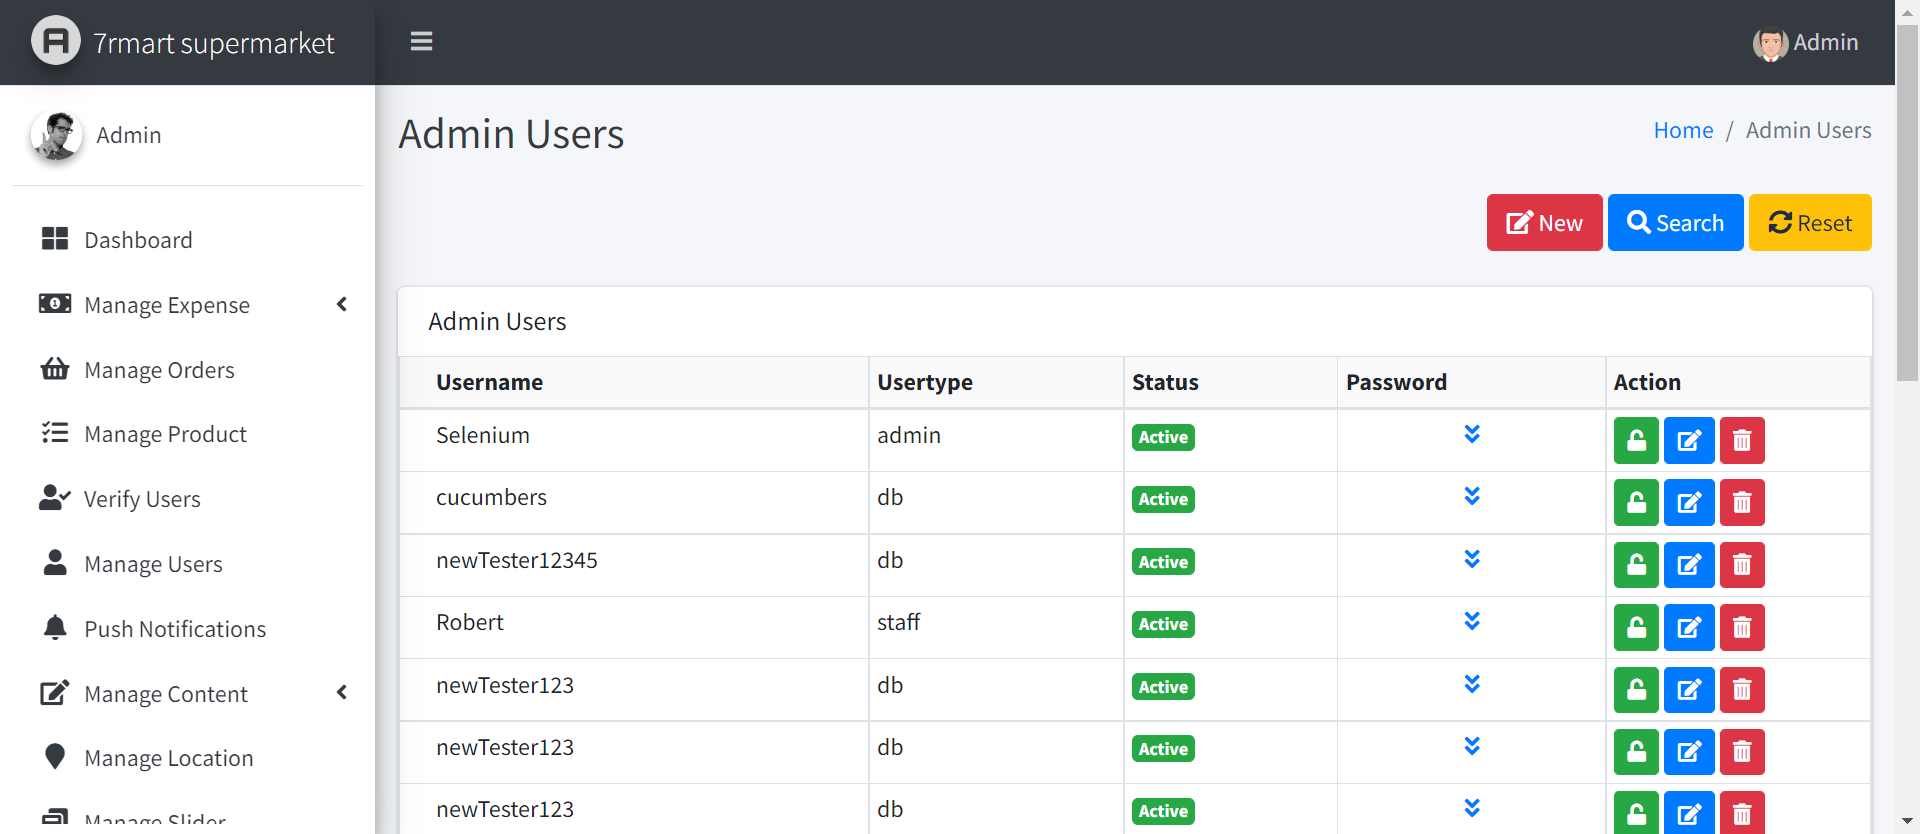 7rmart supermarket
Admin
Admin
Admin Users
Home / Admin Users
Dashboard
Manage Expense
Manage Orders
Manage Product
Verify Users
Manage Users
Push Notifications
Manage Content
Manage Location
Manage Slider
New Search Reset
Admin Users
Username Usertype Status Password Action
Selenium admin Active
cucumbers db Active
newTester12345 db Active
Robert staff Active
newTester123 db Active
newTester123 db Active
newTester123 db Active